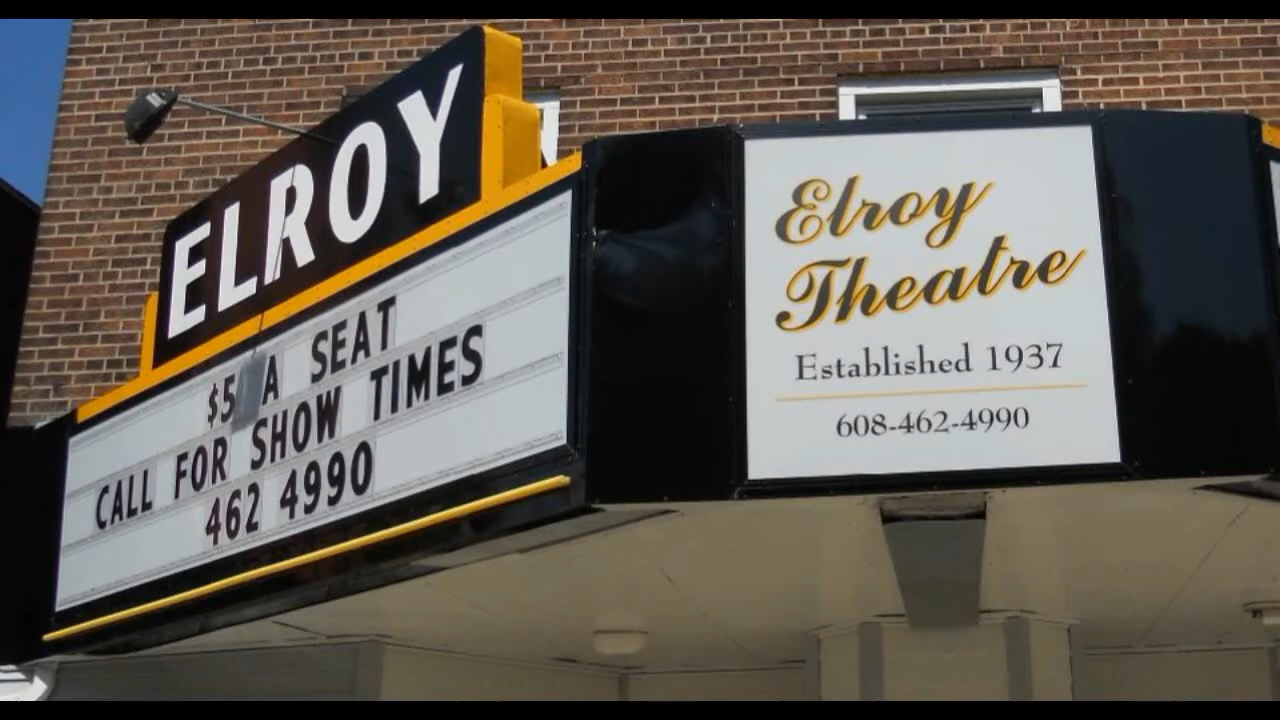 ELROY
$5 A SEAT
CALL FOR SHOW TIMES
462 4990
Elroy
Theatre
Established 1937
608-462-4990